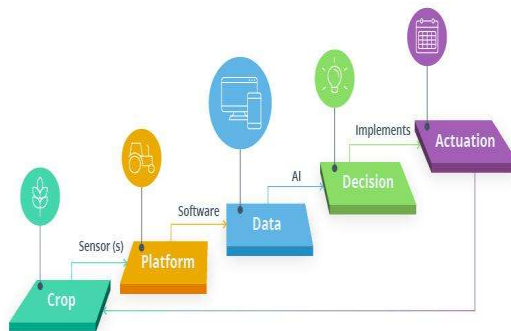 Crop
Sensor (s)
Platform
Software
Data
AI
Decision
Implements
Actuation